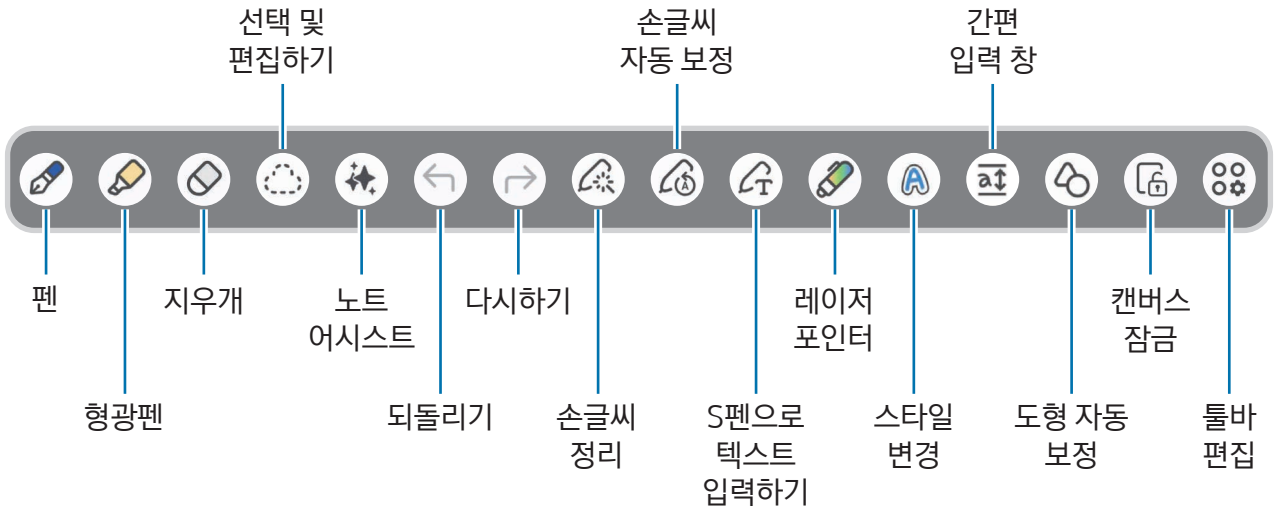 선택 및
편집하기
손글씨
자동 보정
간편
입력 창
A
T
A
a
펜
지우개
노트
어시스트
다시하기
레이저
포인터
캔버스
잠금
형광펜
되돌리기
손글씨
정리
S펜으로
텍스트
입력하기
스타일
변경
도형 자동
보정
툴바
편집